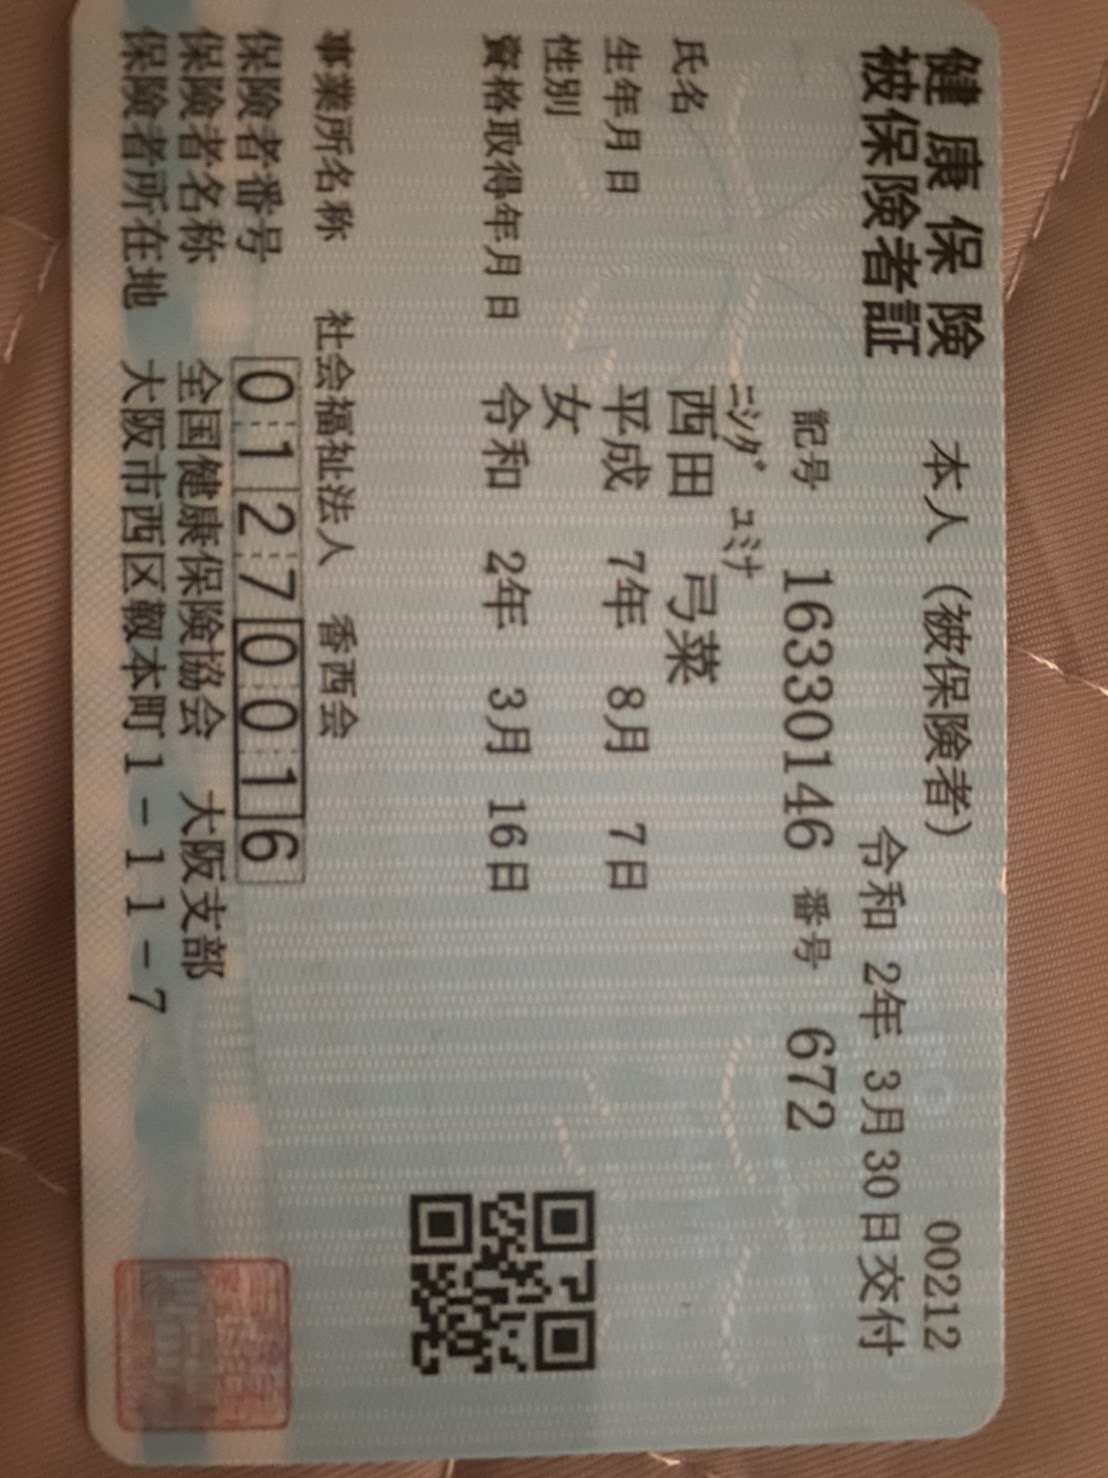 健康保険 本人（被保険者） 00212
被保険者証 令和 2年 3月30日交付
記号 16330146 番号 672
ﾆｼﾀﾞ ﾕﾐﾅ
氏名 西田 弓菜
生年月日 平成 7年 8月 7日
性別 女
資格取得年月日 令和 2年 3月 16日
事業所名称 社会福祉法人 香西会
保険者番号 01270016
保険者名称 全国健康保険協会 大阪支部
保険者所在地 大阪市西区靱本町1-11-7